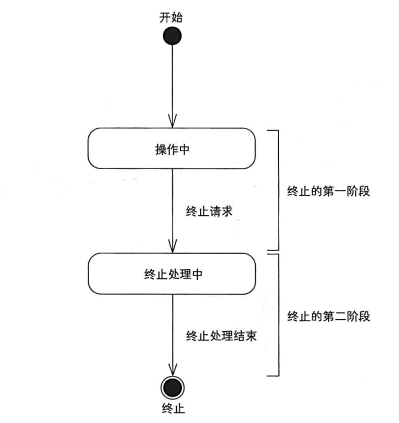 开始
操作中
终止的第一阶段
终止请求
终止处理中
终止的第二阶段
终止处理结束
终止